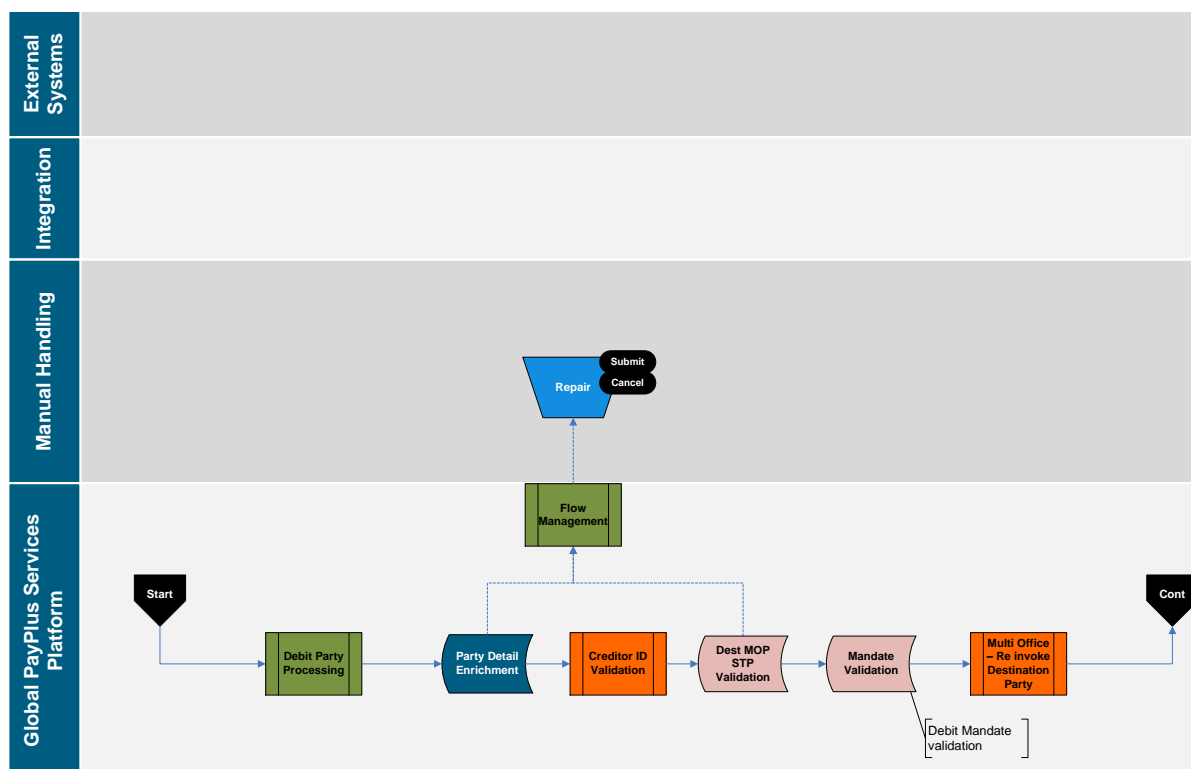 External
Systems
Integration
Manual Handling
Submit
Repair
Cancel
Global PayPlus Services
Platform
Flow
Management
Start
Cont
Debit Party
Processing
Party Detail
Enrichment
Creditor ID
Validation
Dest MOP
STP
Validation
Mandate
Validation
Multi Office
– Re invoke
Destination
Party
Debit Mandate
validation